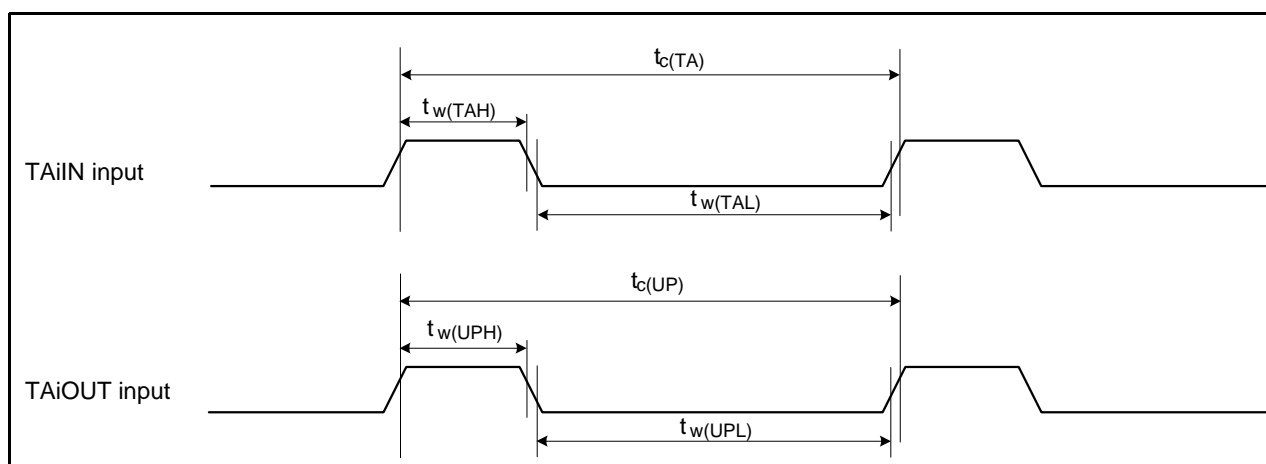 tc(TA)
tw(TAH)
TAiIN input
tw(TAL)
tc(UP)
tw(UPH)
TAiOUT input
tw(UPL)